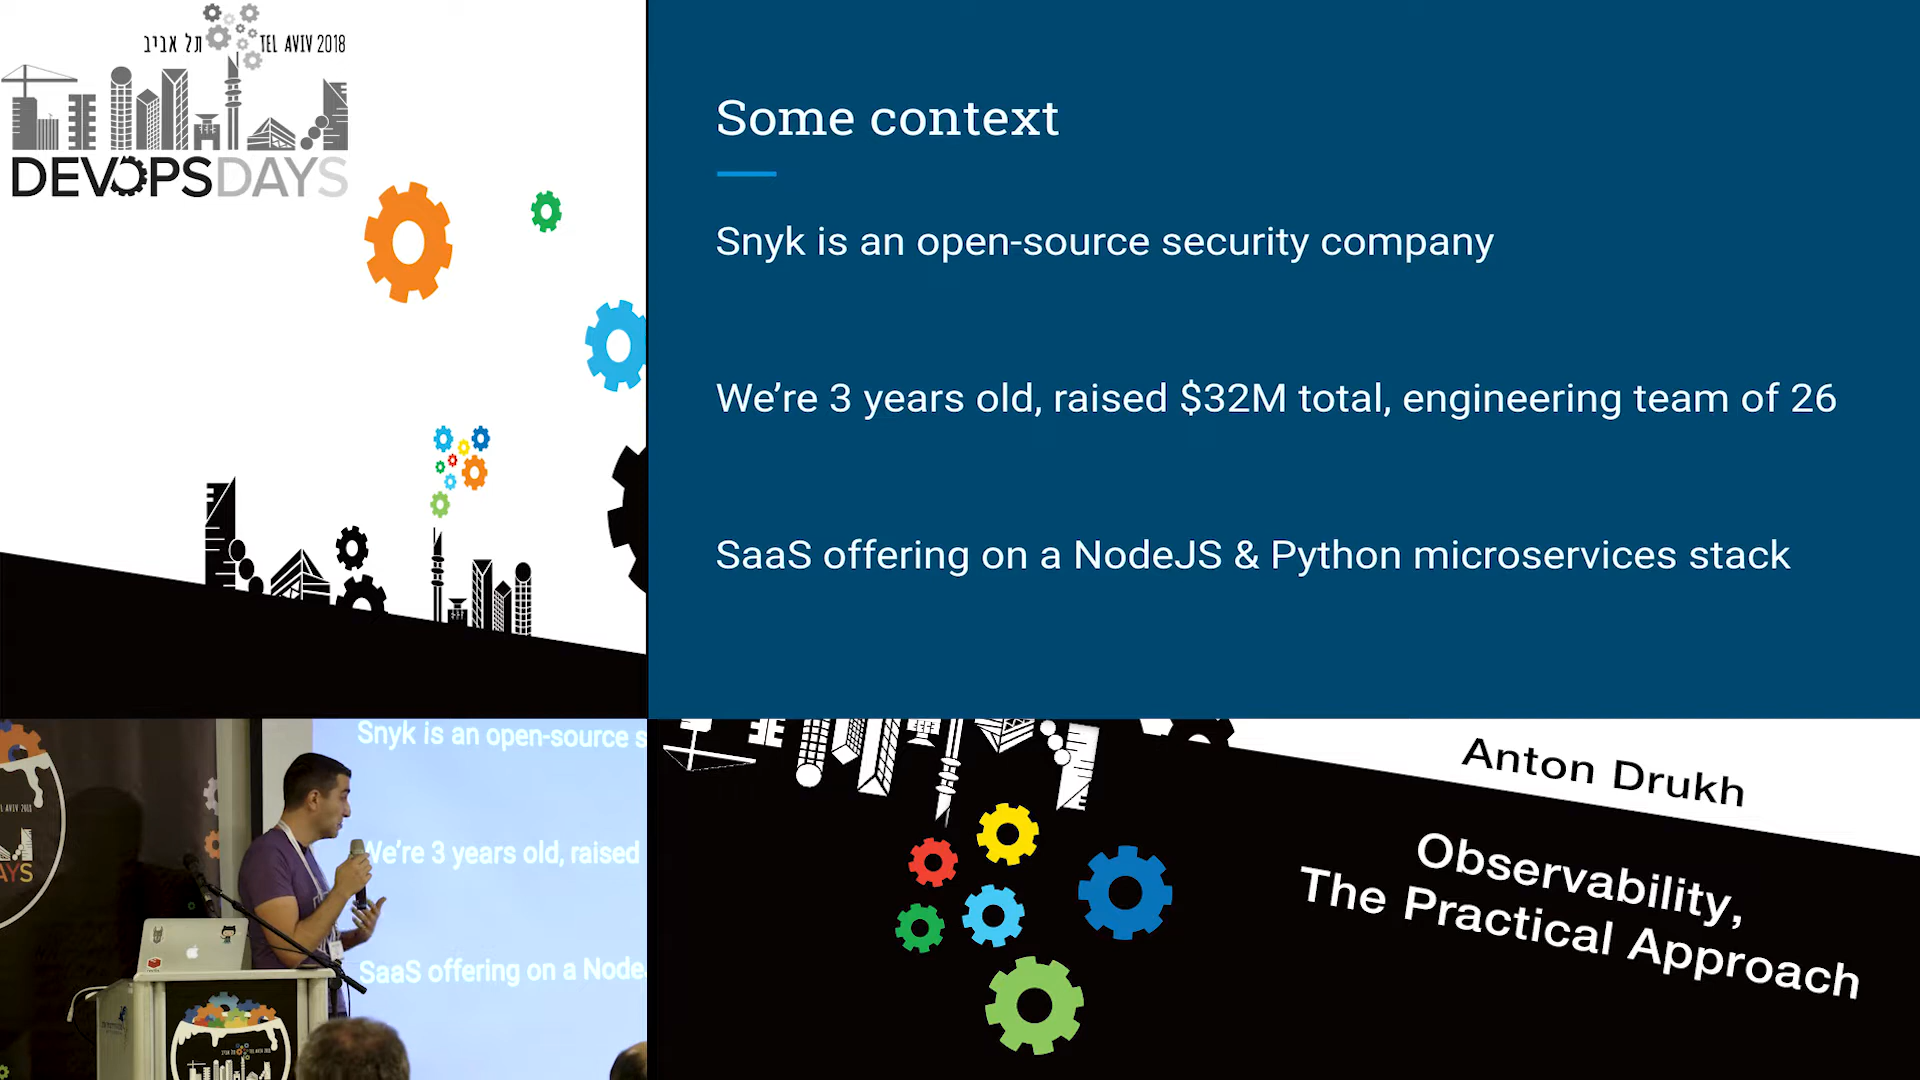 תל אביב TEL AVIV 2018
DEVOPSDAYS
Some context
Snyk is an open-source security company
We're 3 years old, raised $32M total, engineering team of 26
SaaS offering on a NodeJS & Python microservices stack
Snyk is an open-source s
We're 3 years old, raised
SaaS offering on a Node
Anton Drukh
Observability,
The Practical Approach